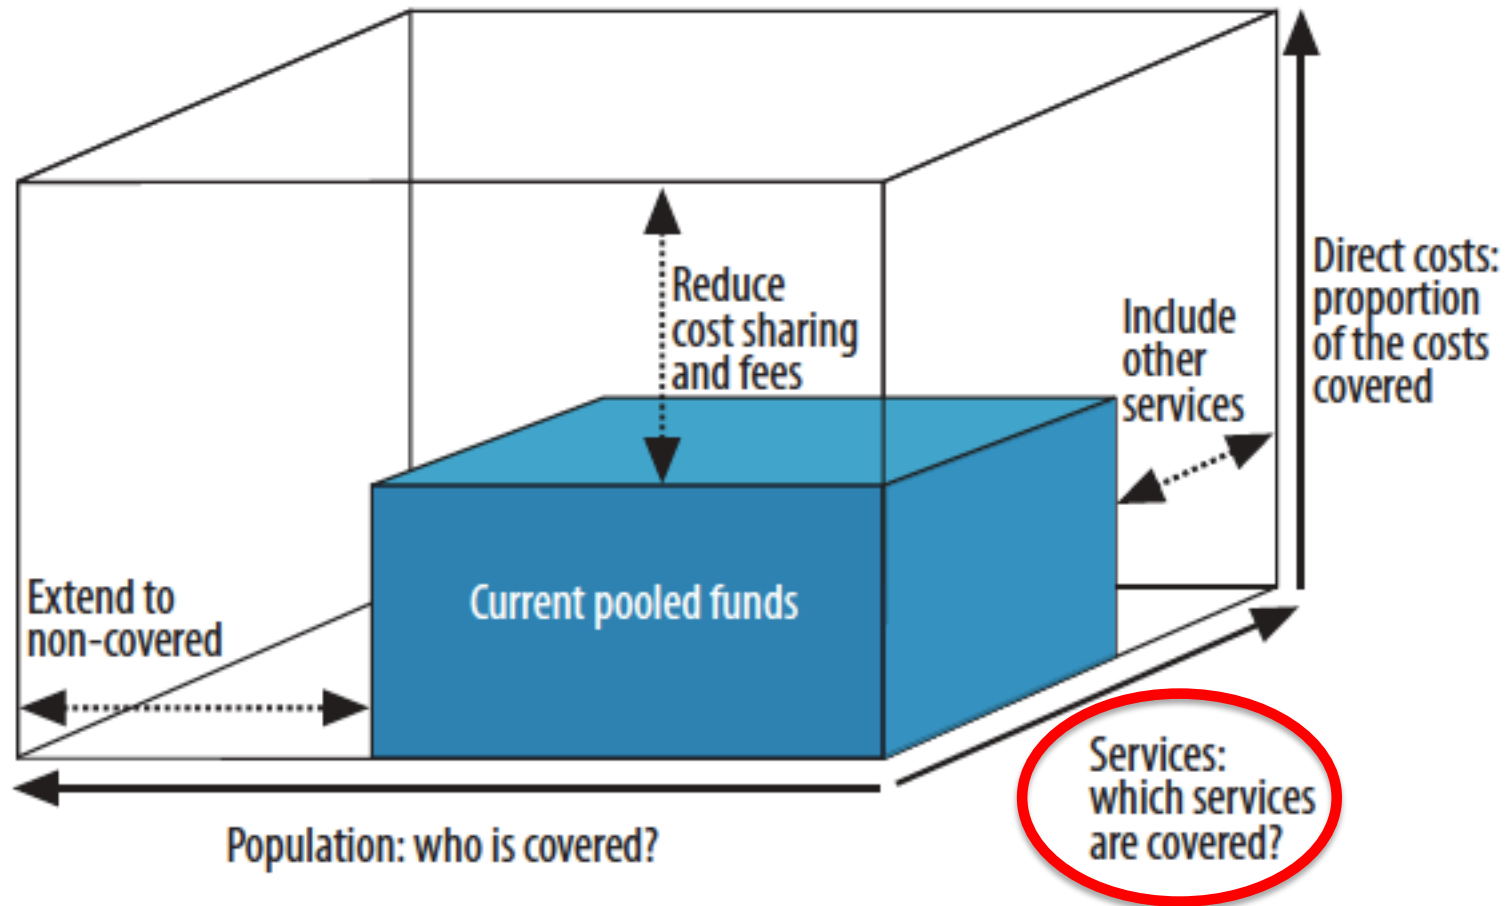 Reduce
cost sharing
and fees
Include
other
services
Direct costs:
proportion
of the costs
covered
Extend to
non-covered
Current pooled funds
Population: who is covered?
Services:
which services
are covered?